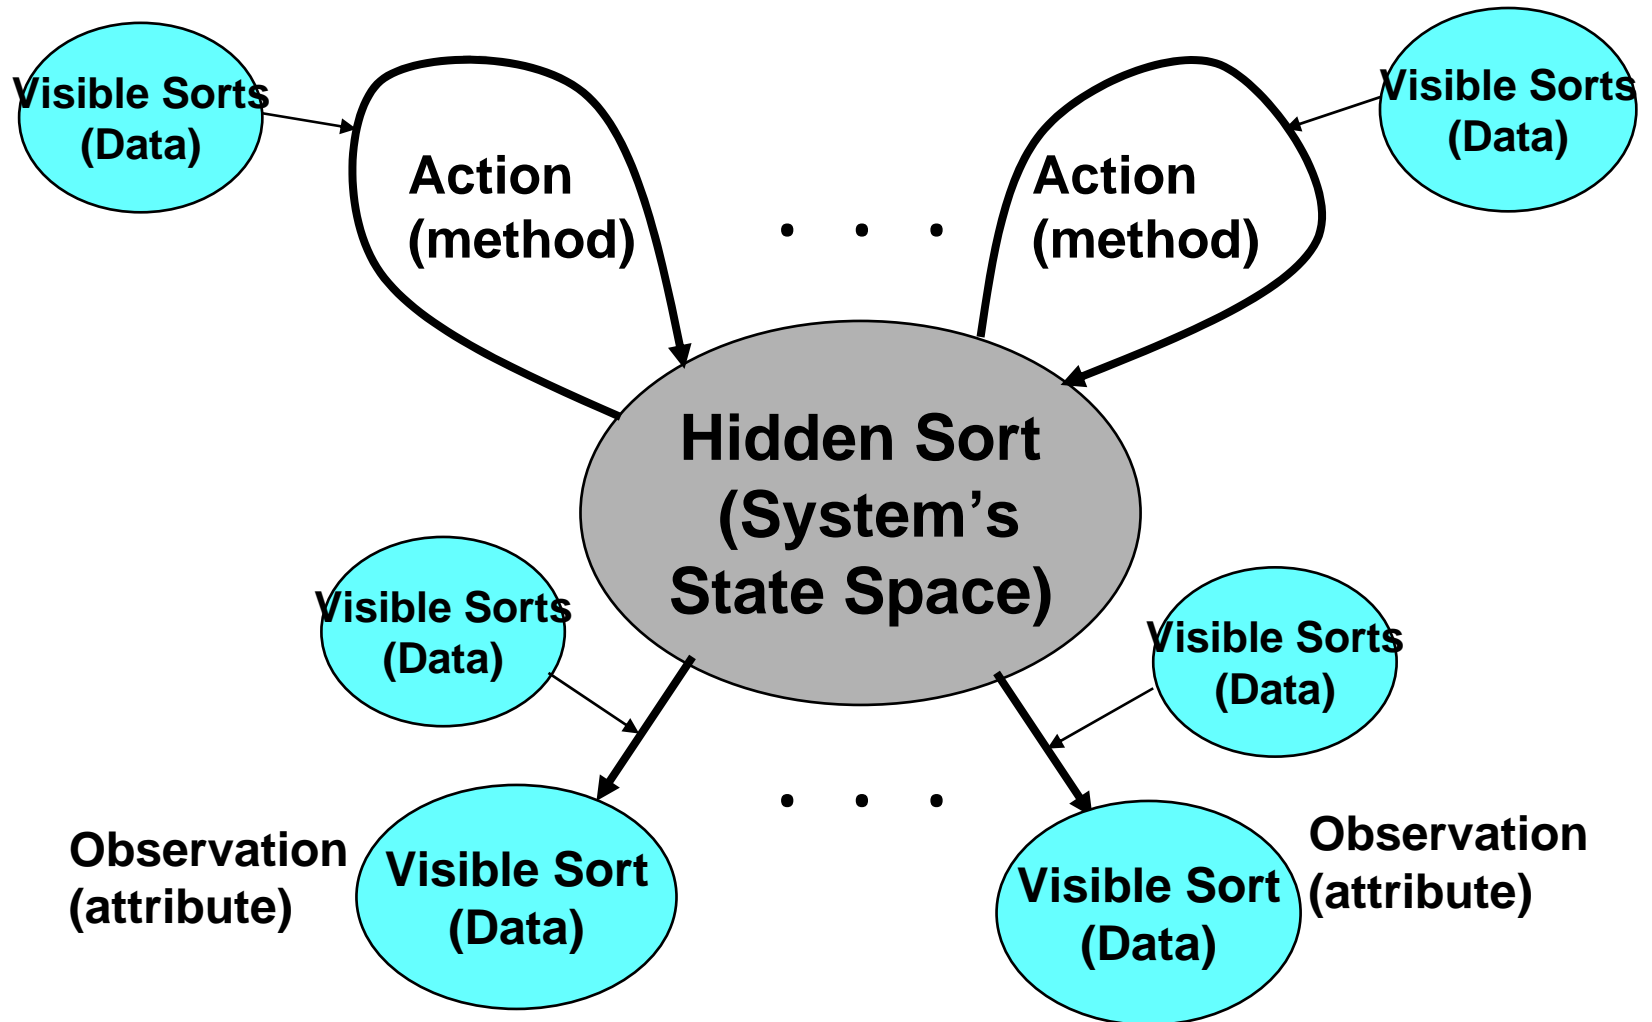 Visible Sorts
(Data)
Action
(method)
. . .
Action
(method)
Visible Sorts
(Data)
Hidden Sort
(System’s
State Space)
Visible Sorts
(Data)
Visible Sorts
(Data)
. . .
Observation
(attribute)
Visible Sort
(Data)
Visible Sort
(Data)
Observation
(attribute)